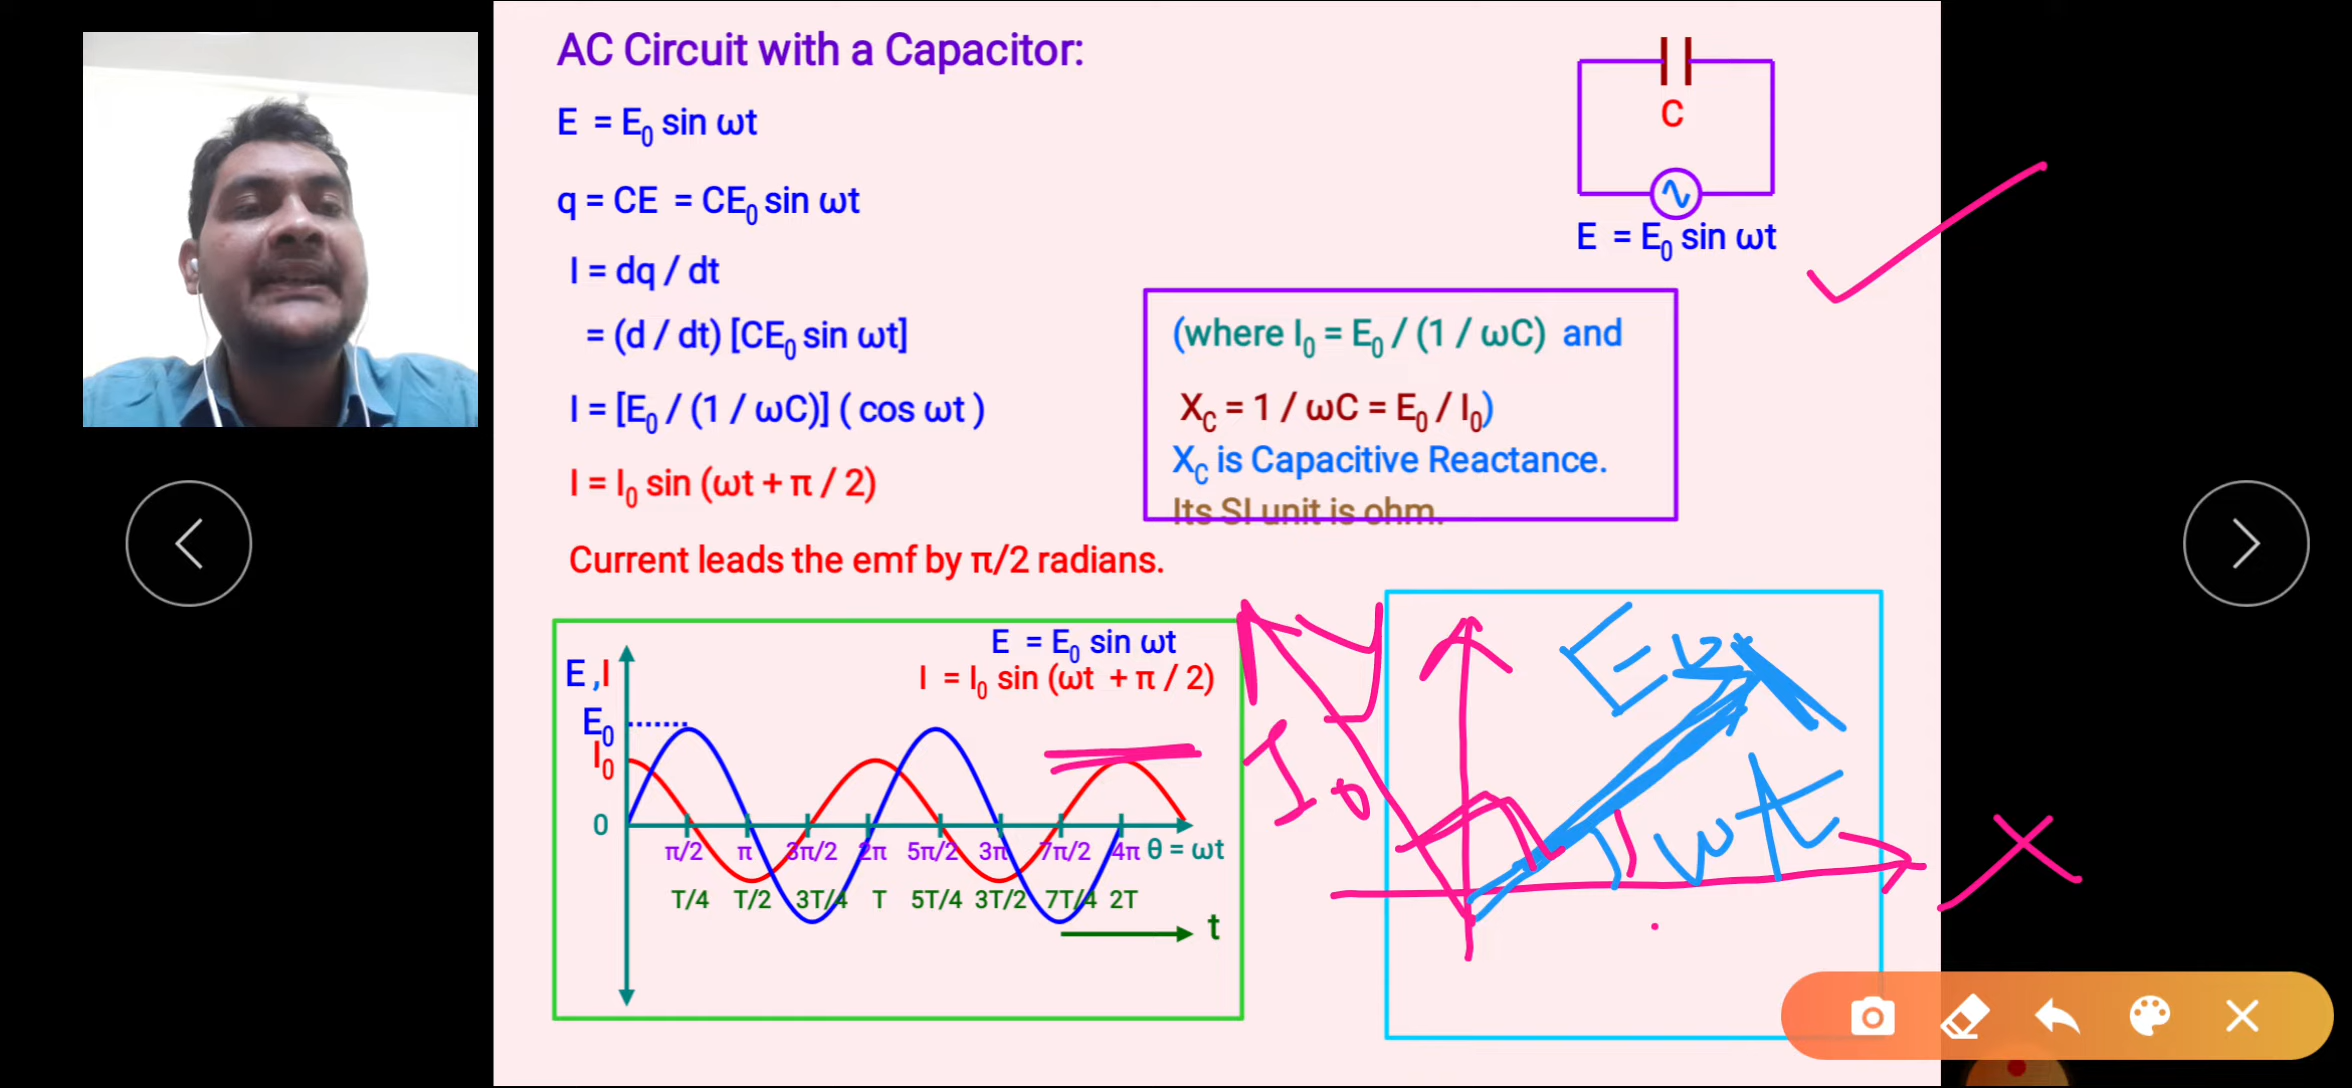 AC Circuit with a Capacitor:
E = E₀ sin ωt
q = CE = CE₀ sin ωt
I = dq / dt
= (d / dt) [CE₀ sin ωt]
I = [E₀ / (1 / ωC)] ( cos ωt )
I = I₀ sin (ωt + π / 2)
Current leads the emf by π/2 radians.
C
E = E₀ sin ωt
(where I₀ = E₀ / (1 / ωC) and
X_C = 1 / ωC = E₀ / I₀)
X_C is Capacitive Reactance.
Its SI unit is ohm.
E = E₀ sin ωt
I = I₀ sin (ωt + π / 2)
E ,I
E₀
I₀
0
π/2 π 3π/2 2π 5π/2 3π 7π/2 4π θ = ωt
T/4 T/2 3T/4 T 5T/4 3T/2 7T/4 2T
t
Y
E₀
I₀
ωt
X